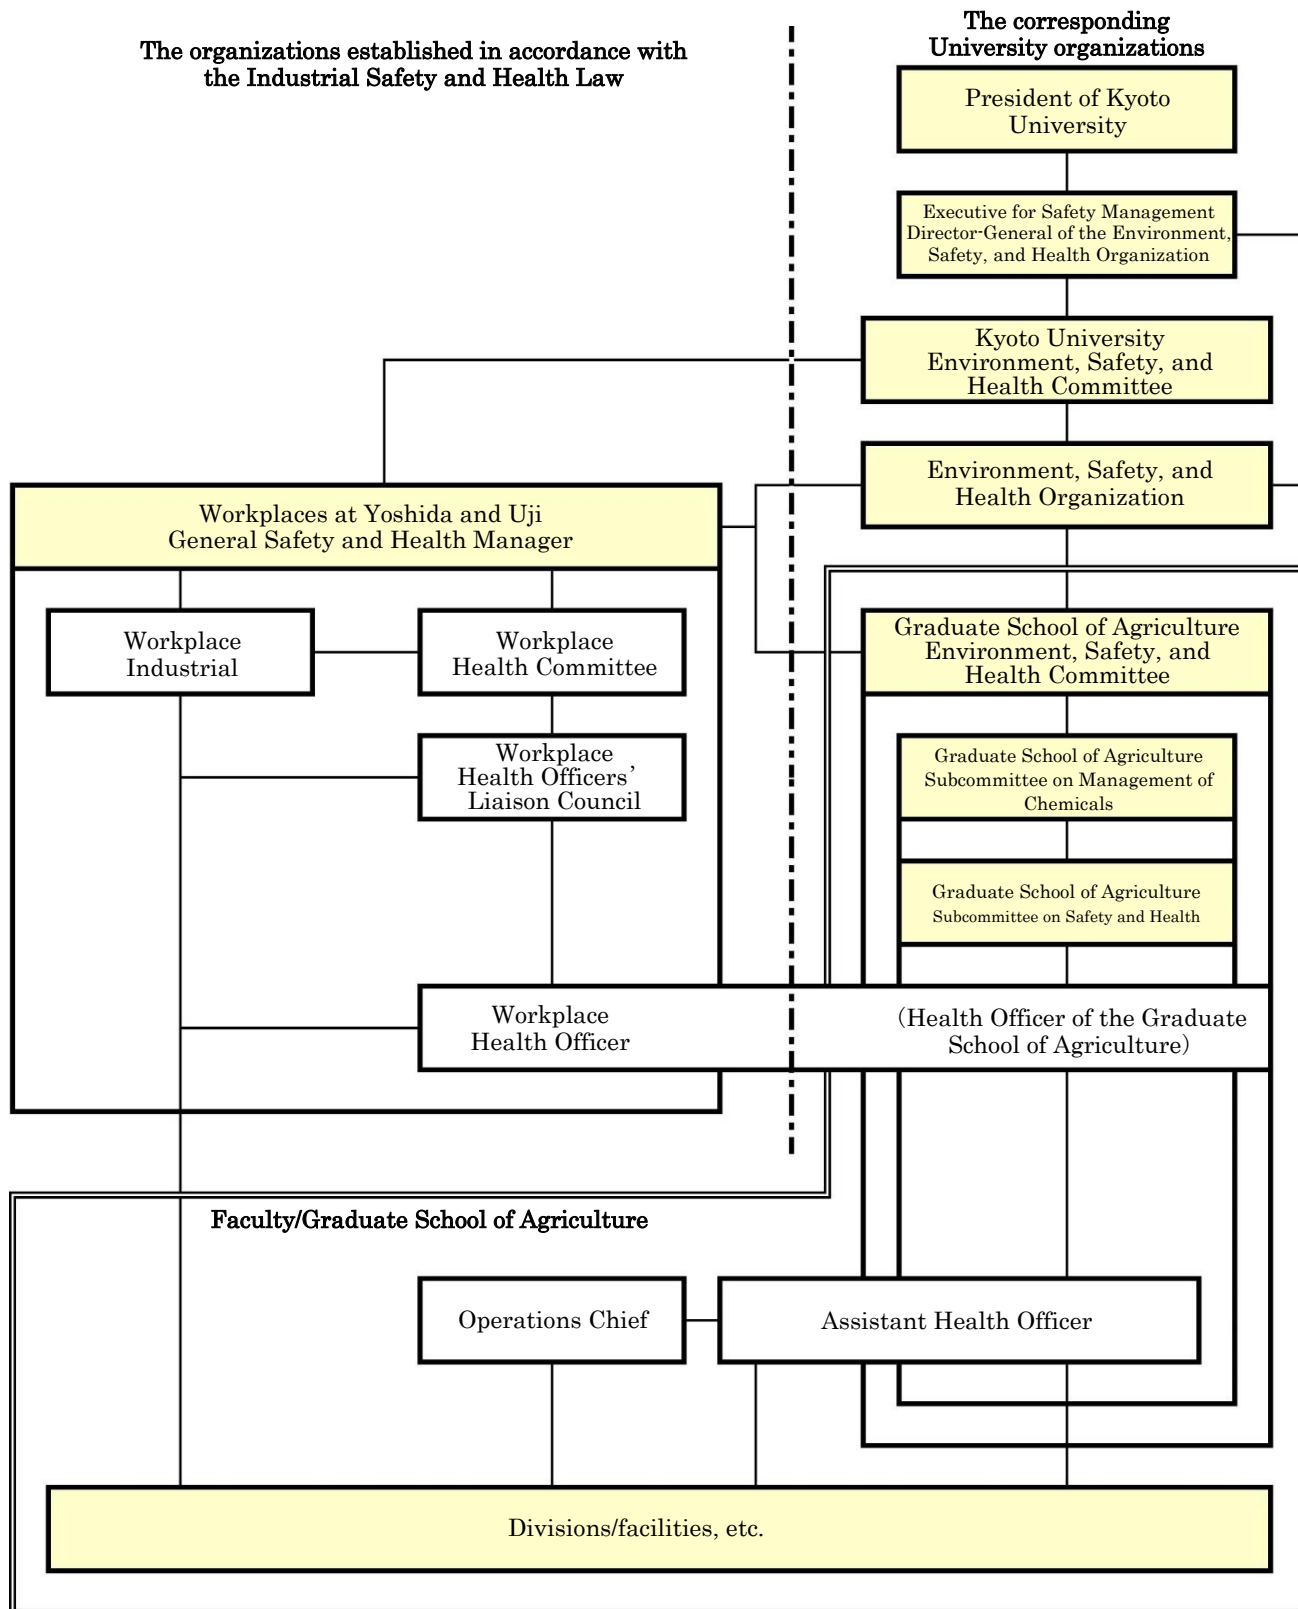 The organizations established in accordance with
the Industrial Safety and Health Law
The corresponding
University organizations
President of Kyoto
University
Executive for Safety Management
Director-General of the Environment,
Safety, and Health Organization
Kyoto University
Environment, Safety, and
Health Committee
Environment, Safety, and
Health Organization
Workplaces at Yoshida and Uji
General Safety and Health Manager
Workplace
Industrial
Workplace
Health Committee
Graduate School of Agriculture
Environment, Safety, and
Health Committee
Workplace
Health Officers’
Liaison Council
Graduate School of Agriculture
Subcommittee on Management of
Chemicals
Graduate School of Agriculture
Subcommittee on Safety and Health
Workplace
Health Officer
(Health Officer of the Graduate
School of Agriculture)
Faculty/Graduate School of Agriculture
Operations Chief
Assistant Health Officer
Divisions/facilities, etc.